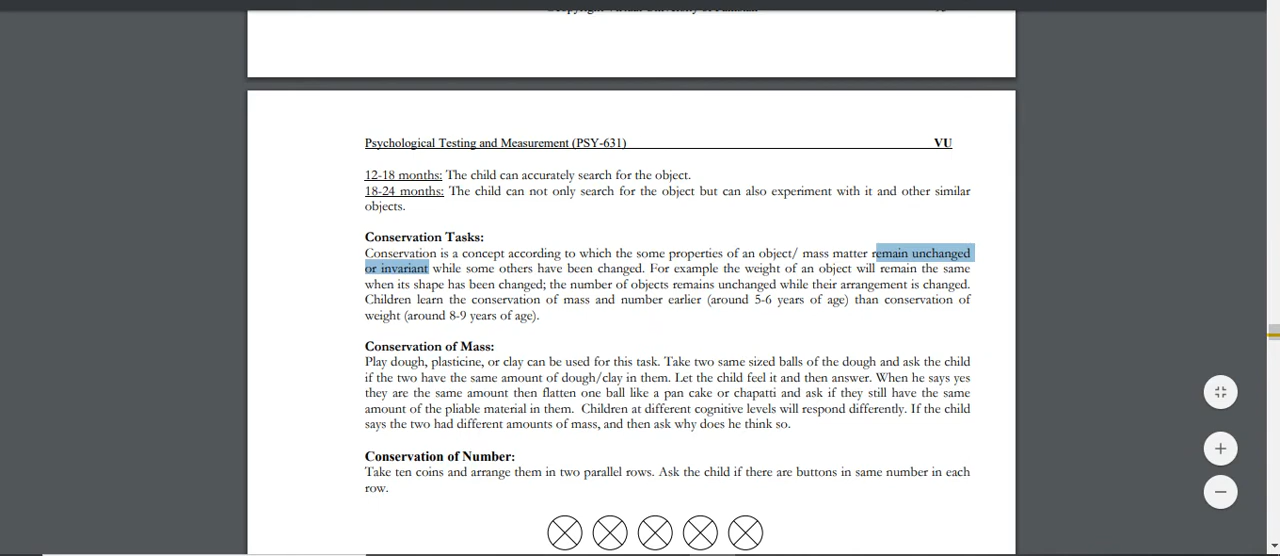 Psychological Testing and Measurement (PSY-631) VU
12-18 months: The child can accurately search for the object.
18-24 months: The child can not only search for the object but can also experiment with it and other similar
objects.
Conservation Tasks:
Conservation is a concept according to which the some properties of an object/ mass matter remain unchanged
or invariant while some others have been changed. For example the weight of an object will remain the same
when its shape has been changed; the number of objects remains unchanged while their arrangement is changed.
Children learn the conservation of mass and number earlier (around 5-6 years of age) than conservation of
weight (around 8-9 years of age).
Conservation of Mass:
Play dough, plasticine, or clay can be used for this task. Take two same sized balls of the dough and ask the child
if the two have the same amount of dough/clay in them. Let the child feel it and then answer. When he says yes
they are the same amount then flatten one ball like a pan cake or chapatti and ask if they still have the same
amount of the pliable material in them. Children at different cognitive levels will respond differently. If the child
says the two had different amounts of mass, and then ask why does he think so.
Conservation of Number:
Take ten coins and arrange them in two parallel rows. Ask the child if there are buttons in same number in each
row.